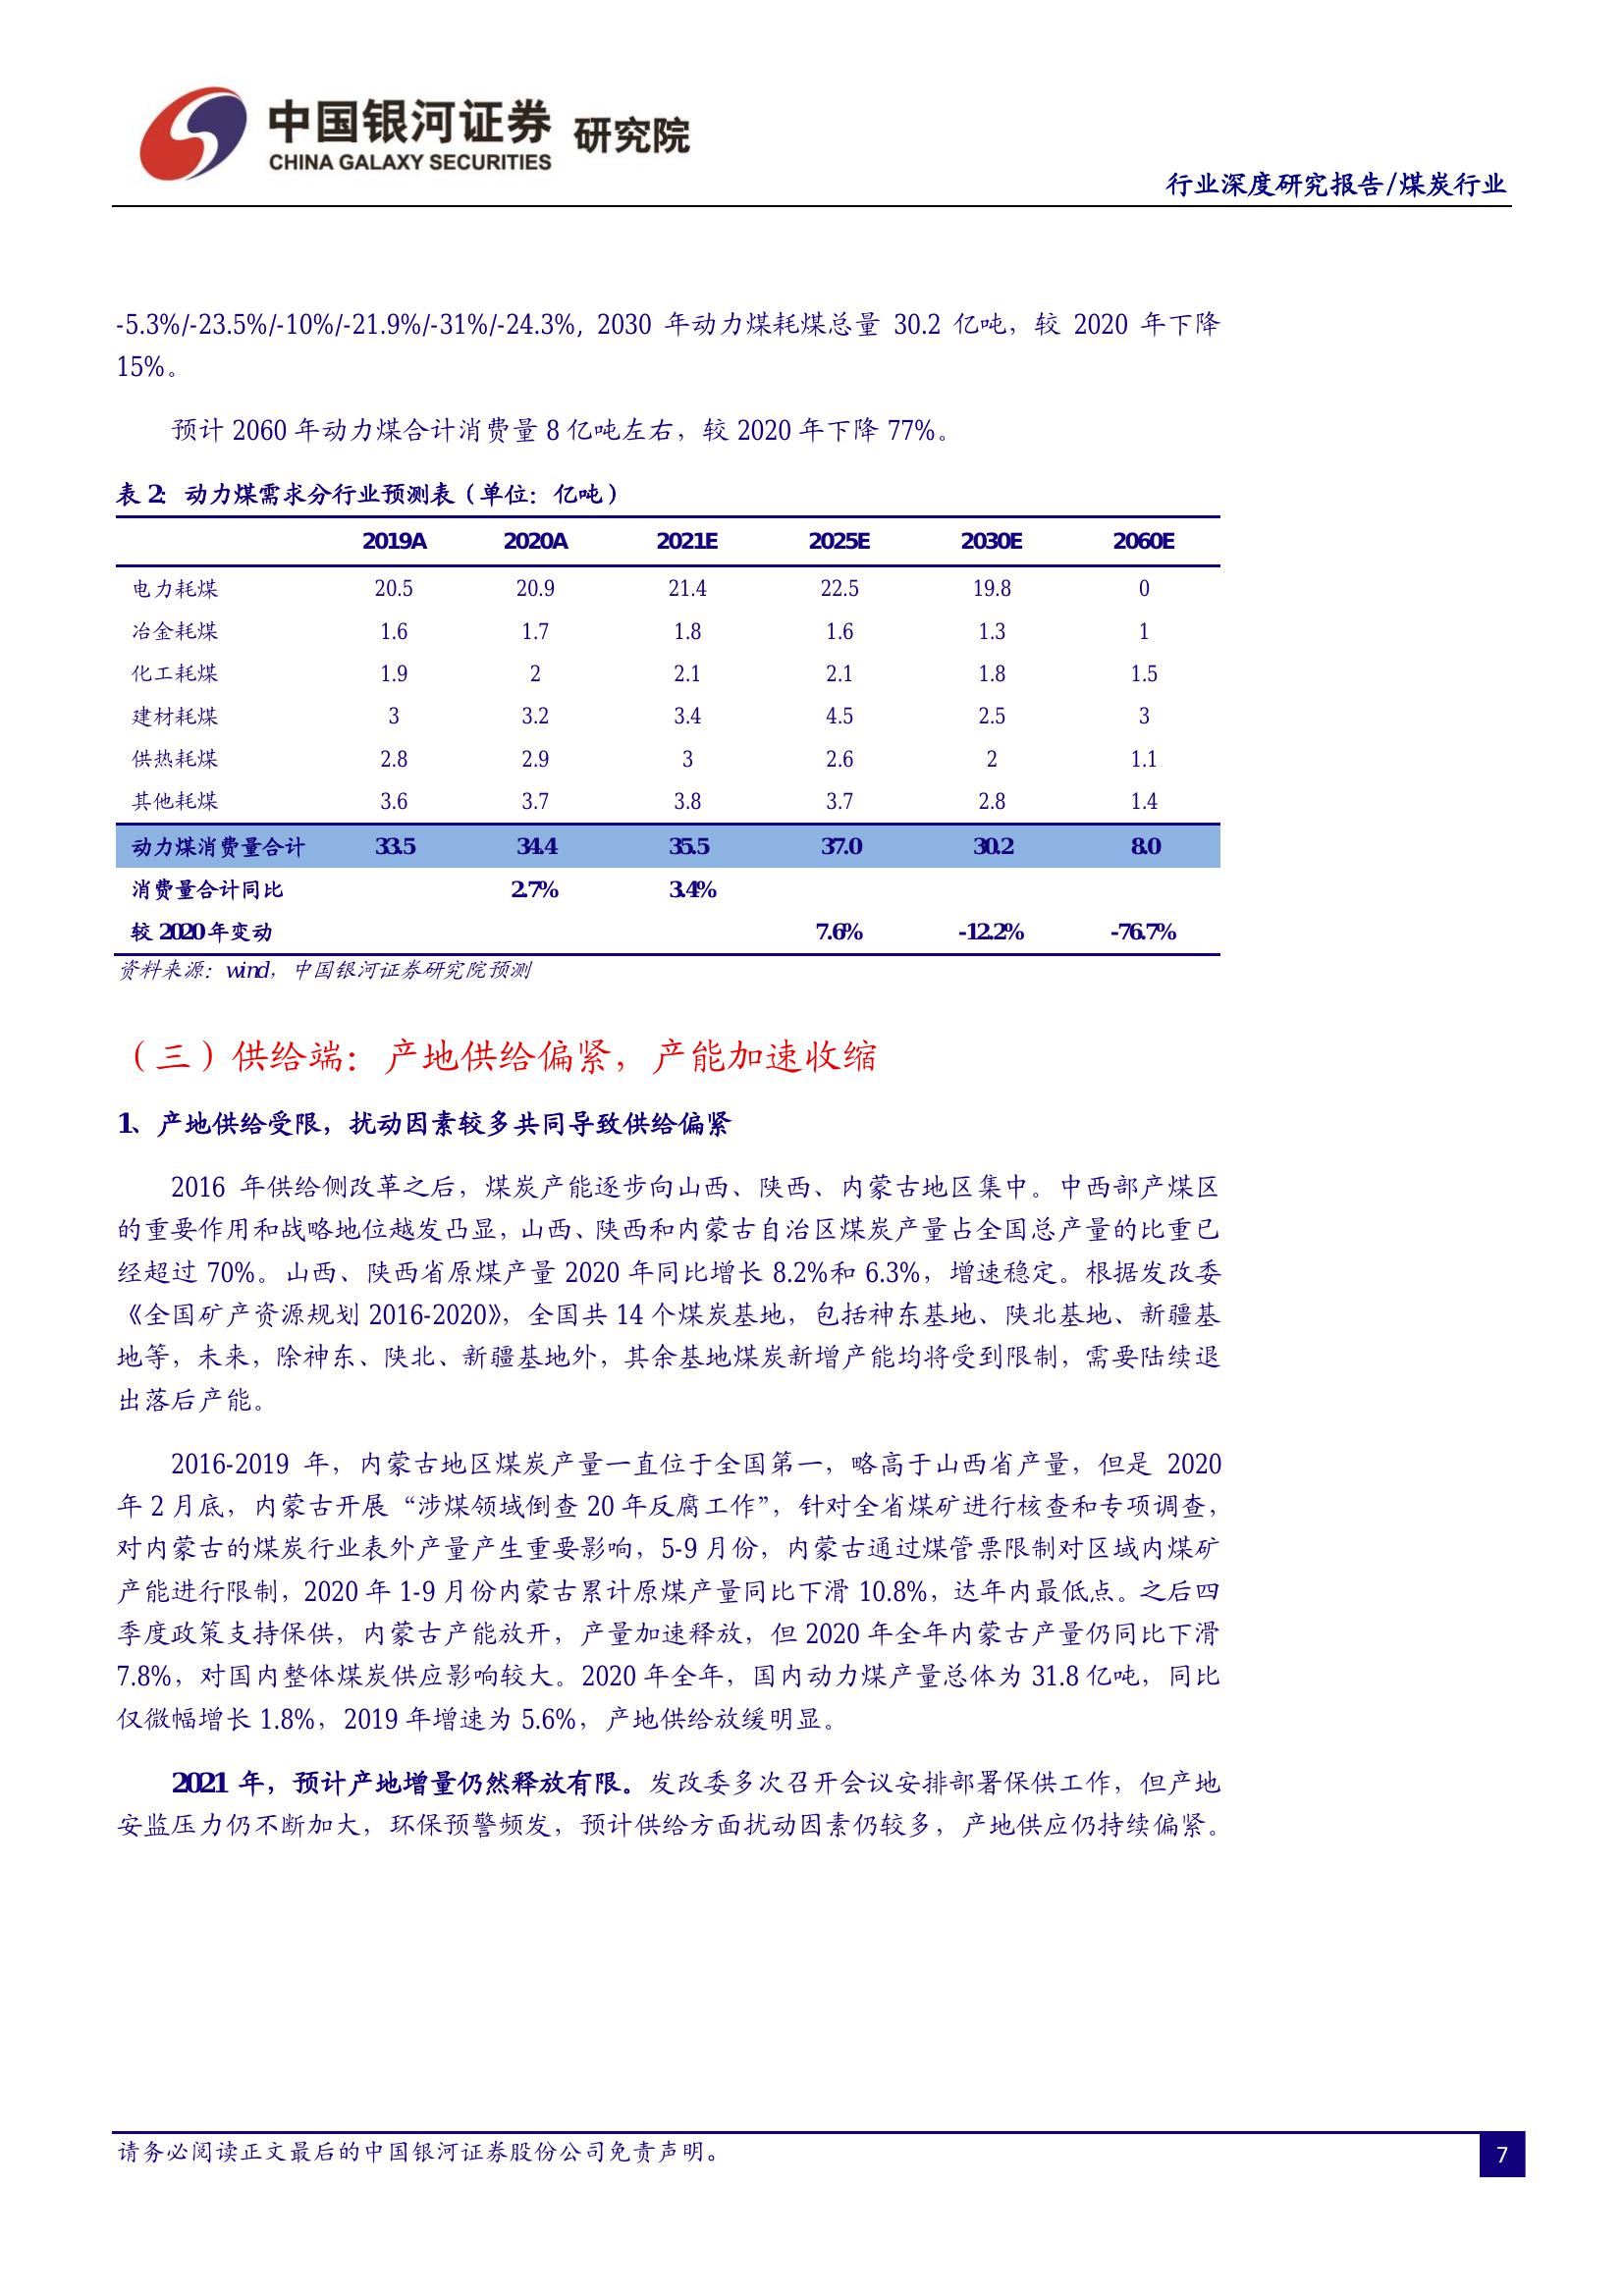 中国银河证券 研究院
CHINA GALAXY SECURITIES
行业深度研究报告/煤炭行业
-5.3%/-23.5%/-10%/-21.9%/-31%/-24.3%, 2030 年动力煤耗煤总量 30.2 亿吨，较 2020 年下降
15%。
预计 2060 年动力煤合计消费量 8 亿吨左右，较 2020 年下降 77%。
表 2：动力煤需求分行业预测表（单位：亿吨）
2019A 2020A 2021E 2025E 2030E 2060E
电力耗煤 20.5 20.9 21.4 22.5 19.8 0
冶金耗煤 1.6 1.7 1.8 1.6 1.3 1
化工耗煤 1.9 2 2.1 2.1 1.8 1.5
建材耗煤 3 3.2 3.4 4.5 2.5 3
供热耗煤 2.8 2.9 3 2.6 2 1.1
其他耗煤 3.6 3.7 3.8 3.7 2.8 1.4
动力煤消费量合计 33.5 34.4 35.5 37.0 30.2 8.0
消费量合计同比 2.7% 3.4%
较 2020 年变动 7.6% -12.2% -76.7%
资料来源：wind，中国银河证券研究院预测
（三）供给端：产地供给偏紧，产能加速收缩
1、产地供给受限，扰动因素较多共同导致供给偏紧
2016 年供给侧改革之后，煤炭产能逐步向山西、陕西、内蒙古地区集中。中西部产煤区
的重要作用和战略地位越发凸显，山西、陕西和内蒙古自治区煤炭产量占全国总产量的比重已
经超过 70%。山西、陕西省原煤产量 2020 年同比增长 8.2%和 6.3%，增速稳定。根据发改委
《全国矿产资源规划 2016-2020》，全国共 14 个煤炭基地，包括神东基地、陕北基地、新疆基
地等，未来，除神东、陕北、新疆基地外，其余基地煤炭新增产能均将受到限制，需要陆续退
出落后产能。
2016-2019 年，内蒙古地区煤炭产量一直位于全国第一，略高于山西省产量，但是 2020
年 2 月底，内蒙古开展“涉煤领域倒查 20 年反腐工作”，针对全省煤矿进行核查和专项调查，
对内蒙古的煤炭行业表外产量产生重要影响，5-9 月份，内蒙古通过煤管票限制对区域内煤矿
产能进行限制，2020 年 1-9 月份内蒙古累计原煤产量同比下滑 10.8%，达年内最低点。之后四
季度政策支持保供，内蒙古产能放开，产量加速释放，但 2020 年全年内蒙古产量仍同比下滑
7.8%，对国内整体煤炭供应影响较大。2020 年全年，国内动力煤产量总体为 31.8 亿吨，同比
仅微幅增长 1.8%，2019 年增速为 5.6%，产地供给放缓明显。
2021 年，预计产地增量仍然释放有限。发改委多次召开会议安排部署保供工作，但产地
安监压力仍不断加大，环保预警频发，预计供给方面扰动因素仍较多，产地供应仍持续偏紧。
请务必阅读正文最后的中国银河证券股份公司免责声明。
7